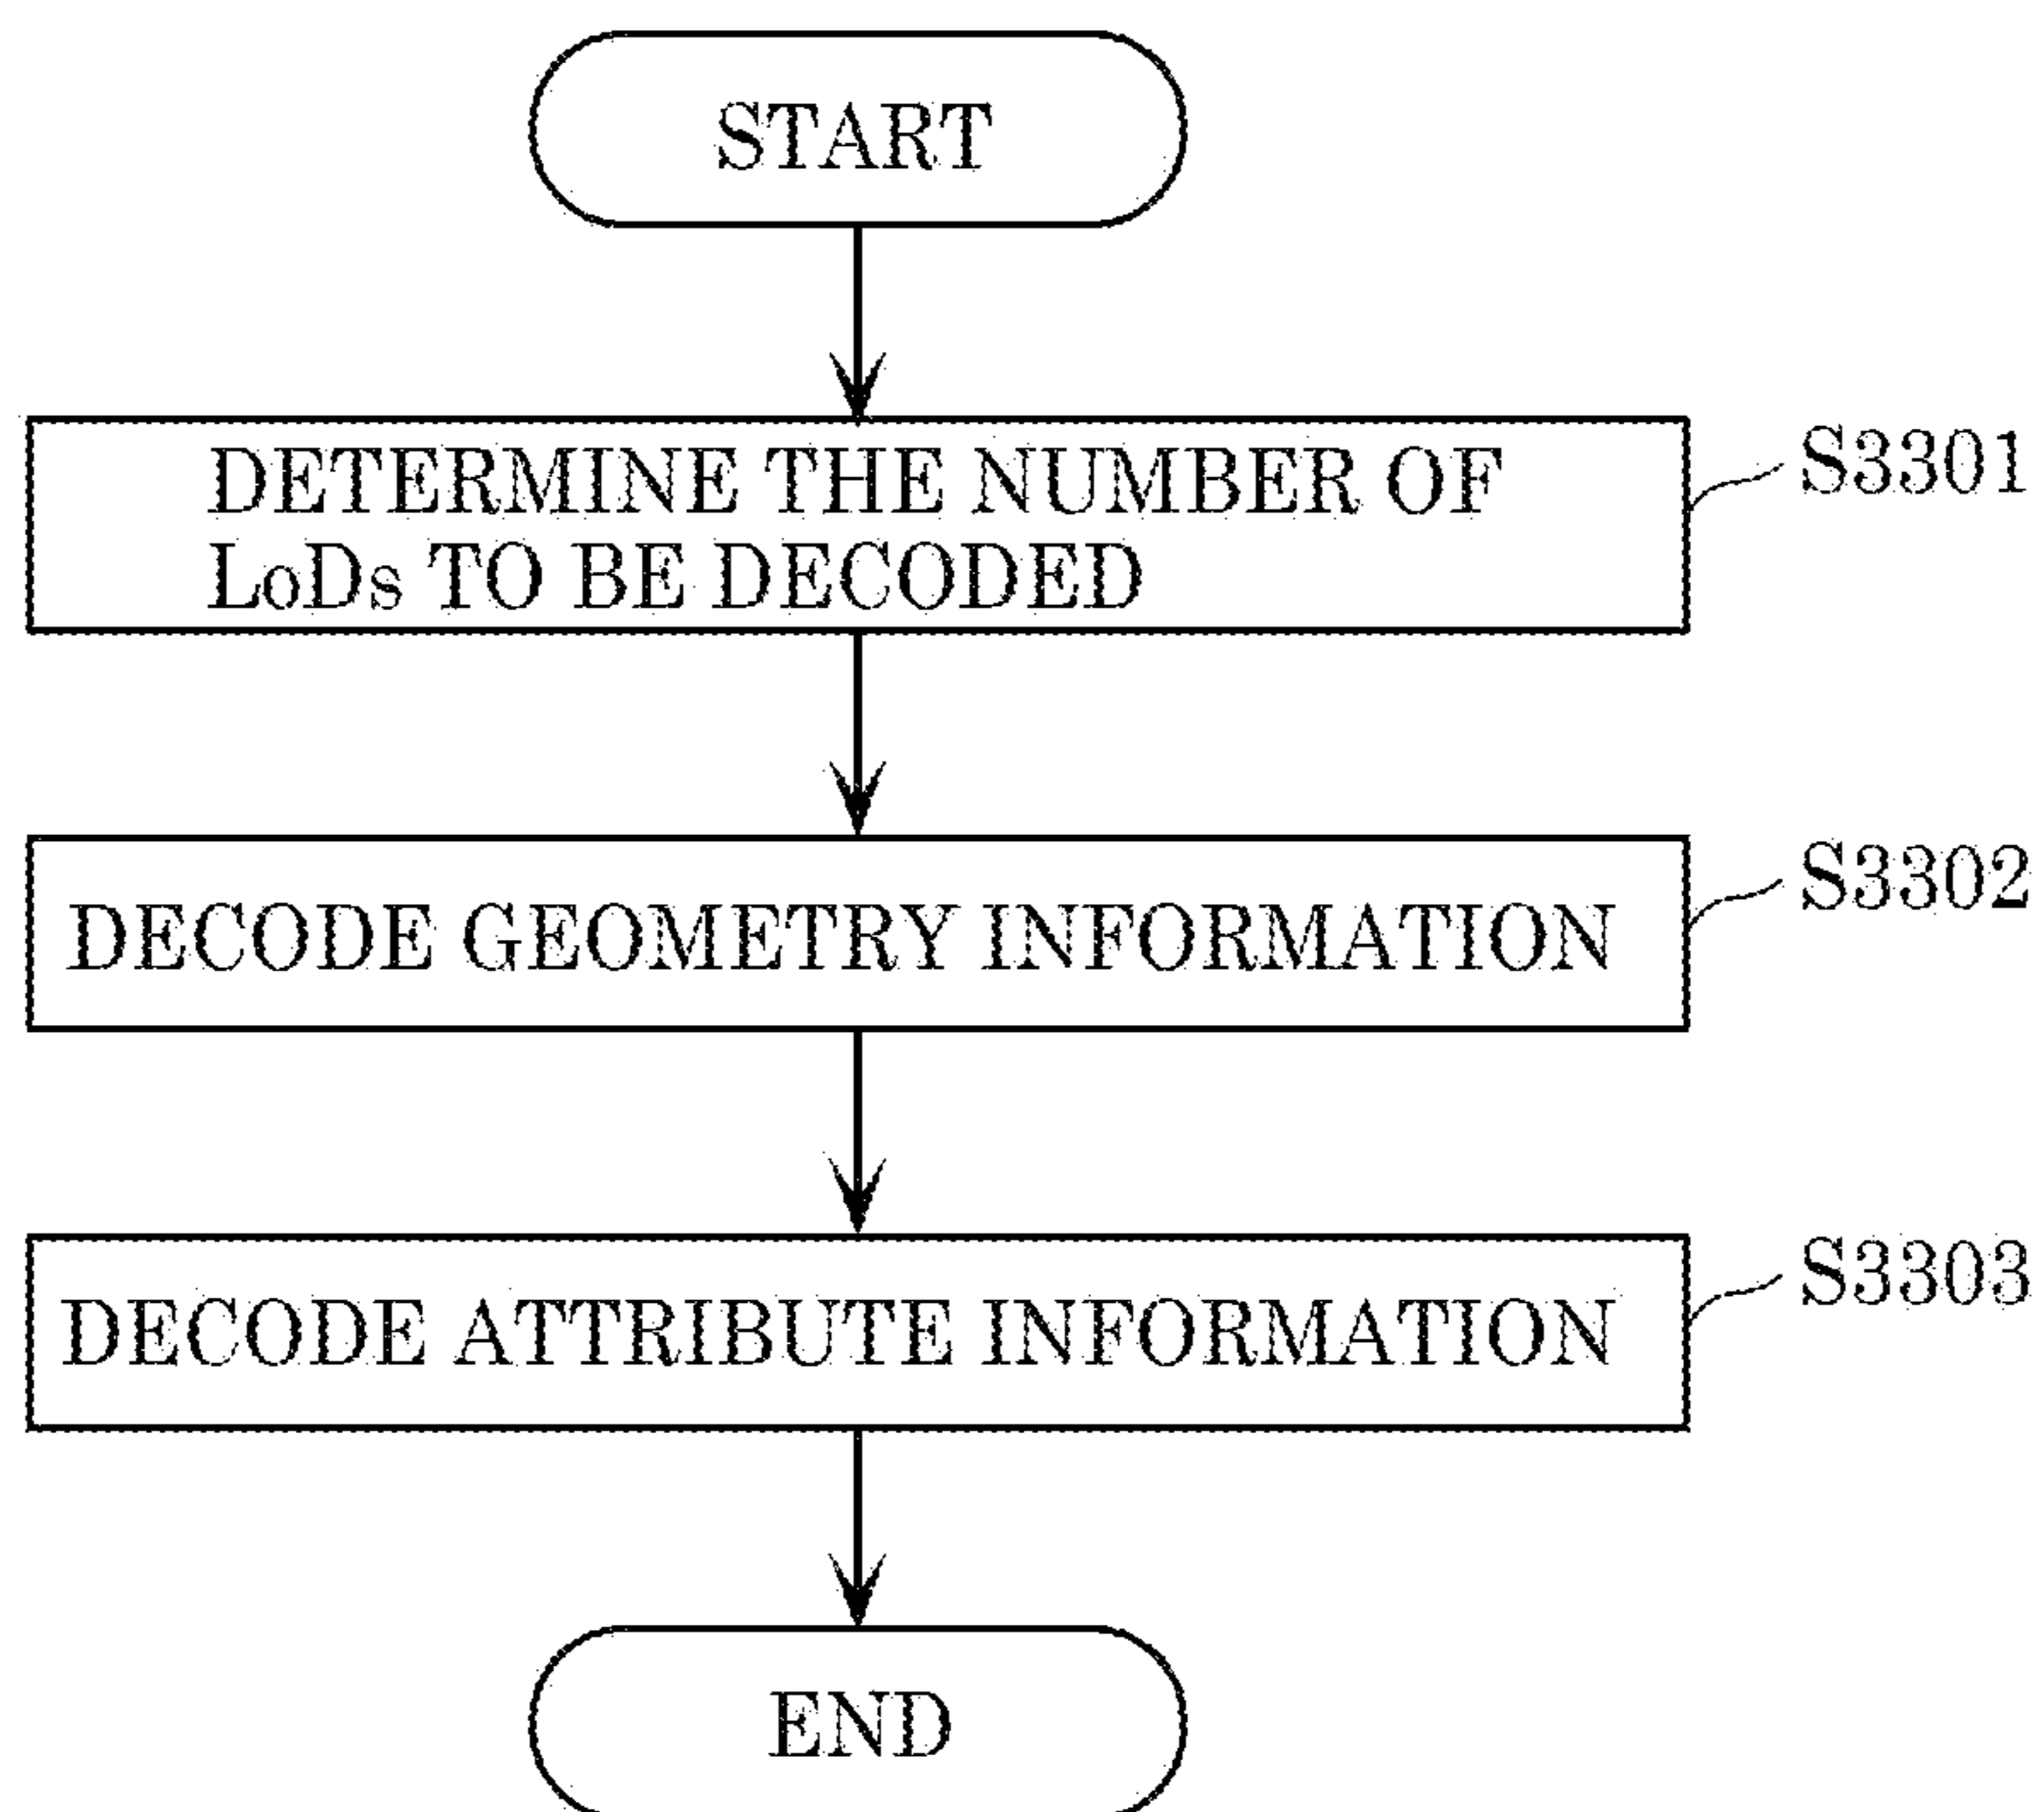 START
DETERMINE THE NUMBER OF
LoDs TO BE DECODED
S3301
DECODE GEOMETRY INFORMATION
S3302
DECODE ATTRIBUTE INFORMATION
S3303
END